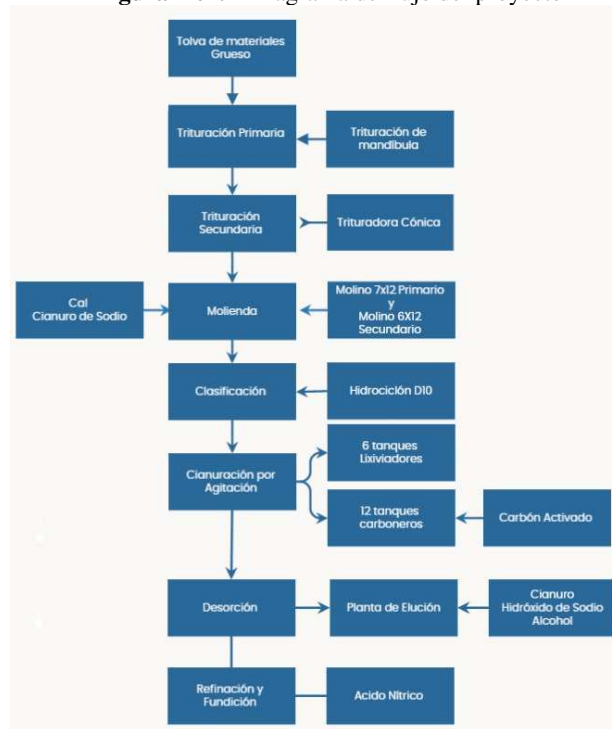 Tolva de materiales
Grueso
Trituración Primaria
Trituración de
mandíbula
Trituración
Secundaria
Trituradora Cónica
Cal
Cianuro de Sodio
Molienda
Molino 7x12 Primario
y
Molino 6X12
Secundario
Clasificación
Hidrociclón D10
Cianuración por
Agitación
6 tanques
Lixiviadores
12 tanques
carboneros
Carbón Activado
Desorción
Planta de Elución
Cianuro
Hidróxido de Sodio
Alcohol
Refinación y
Fundición
Acido Nítrico